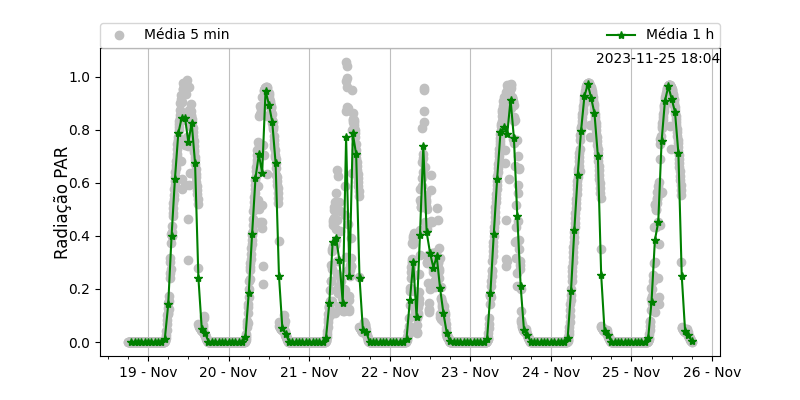 Média 5 min
Média 1 h
2023-11-25 18:04
Radiação PAR
1.0
0.8
0.6
0.4
0.2
0.0
19 - Nov
20 - Nov
21 - Nov
22 - Nov
23 - Nov
24 - Nov
25 - Nov
26 - Nov